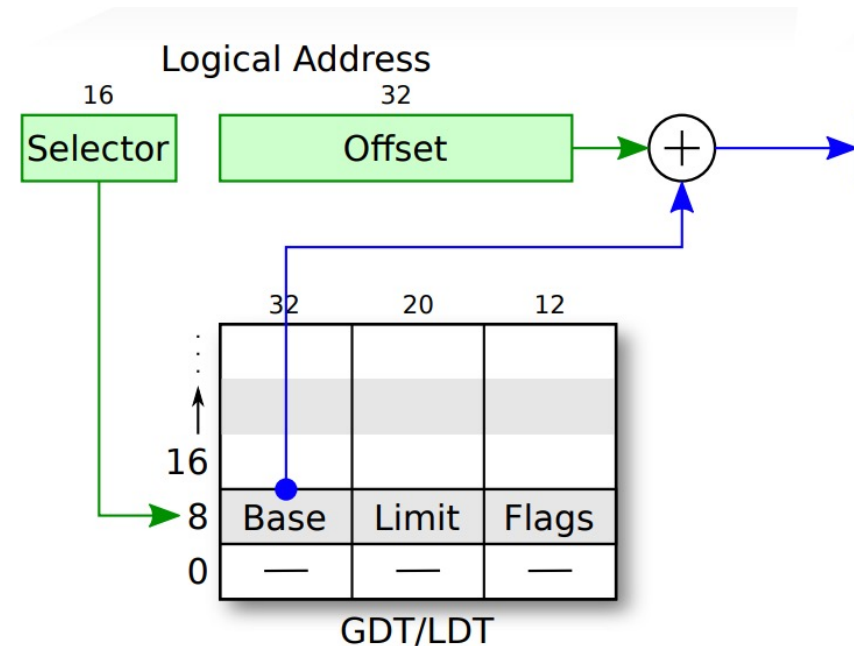 Logical Address
16 32
Selector Offset +
32 20 12
16
8 Base Limit Flags
0 — — —
GDT/LDT